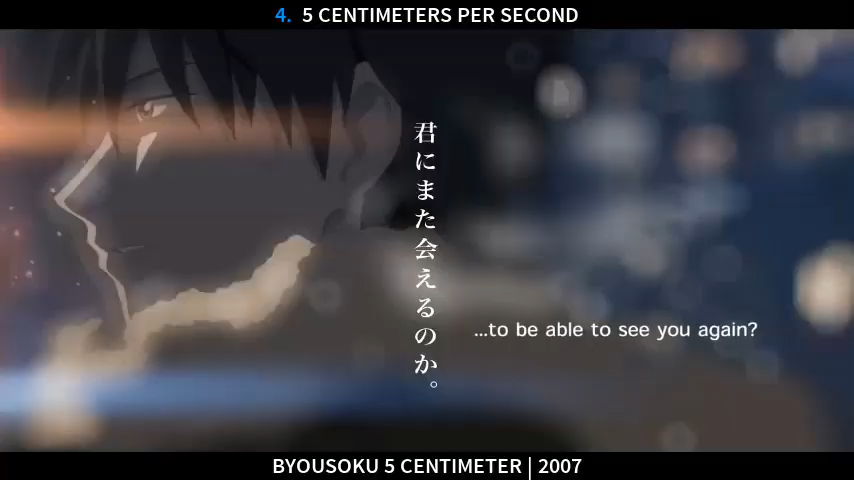 4. 5 CENTIMETERS PER SECOND
君にまた会えるのか。
...to be able to see you again?
BYOUSOKU 5 CENTIMETER | 2007